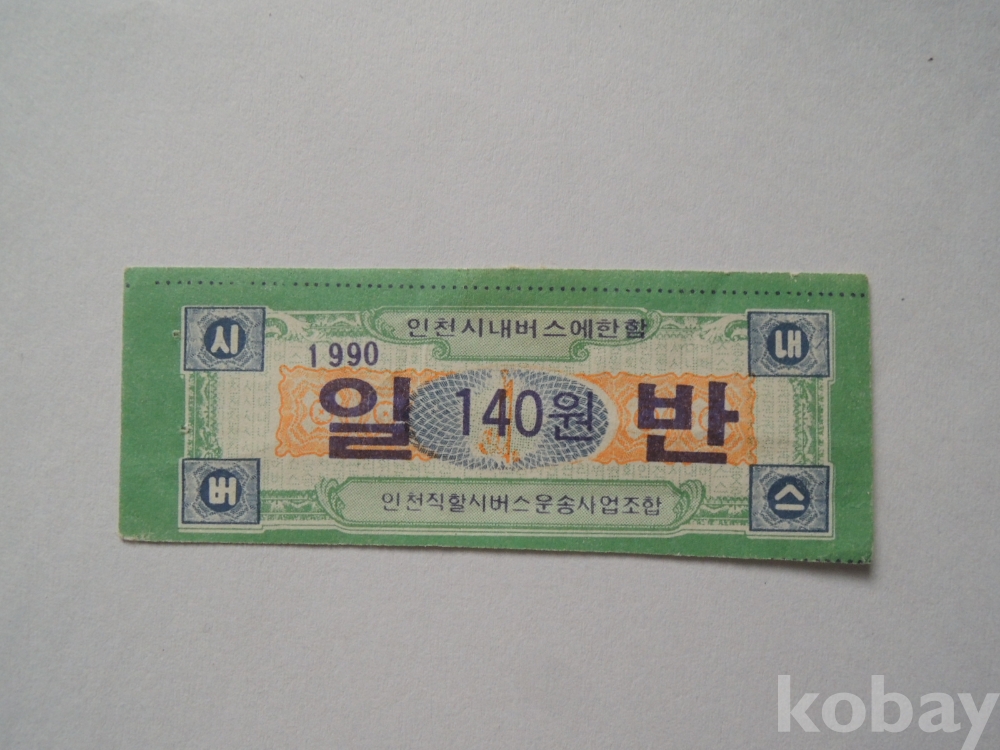 인천시내버스에한함
시 내
1990
일 140원 반
버 스
인천직할시버스운송사업조합
kobay